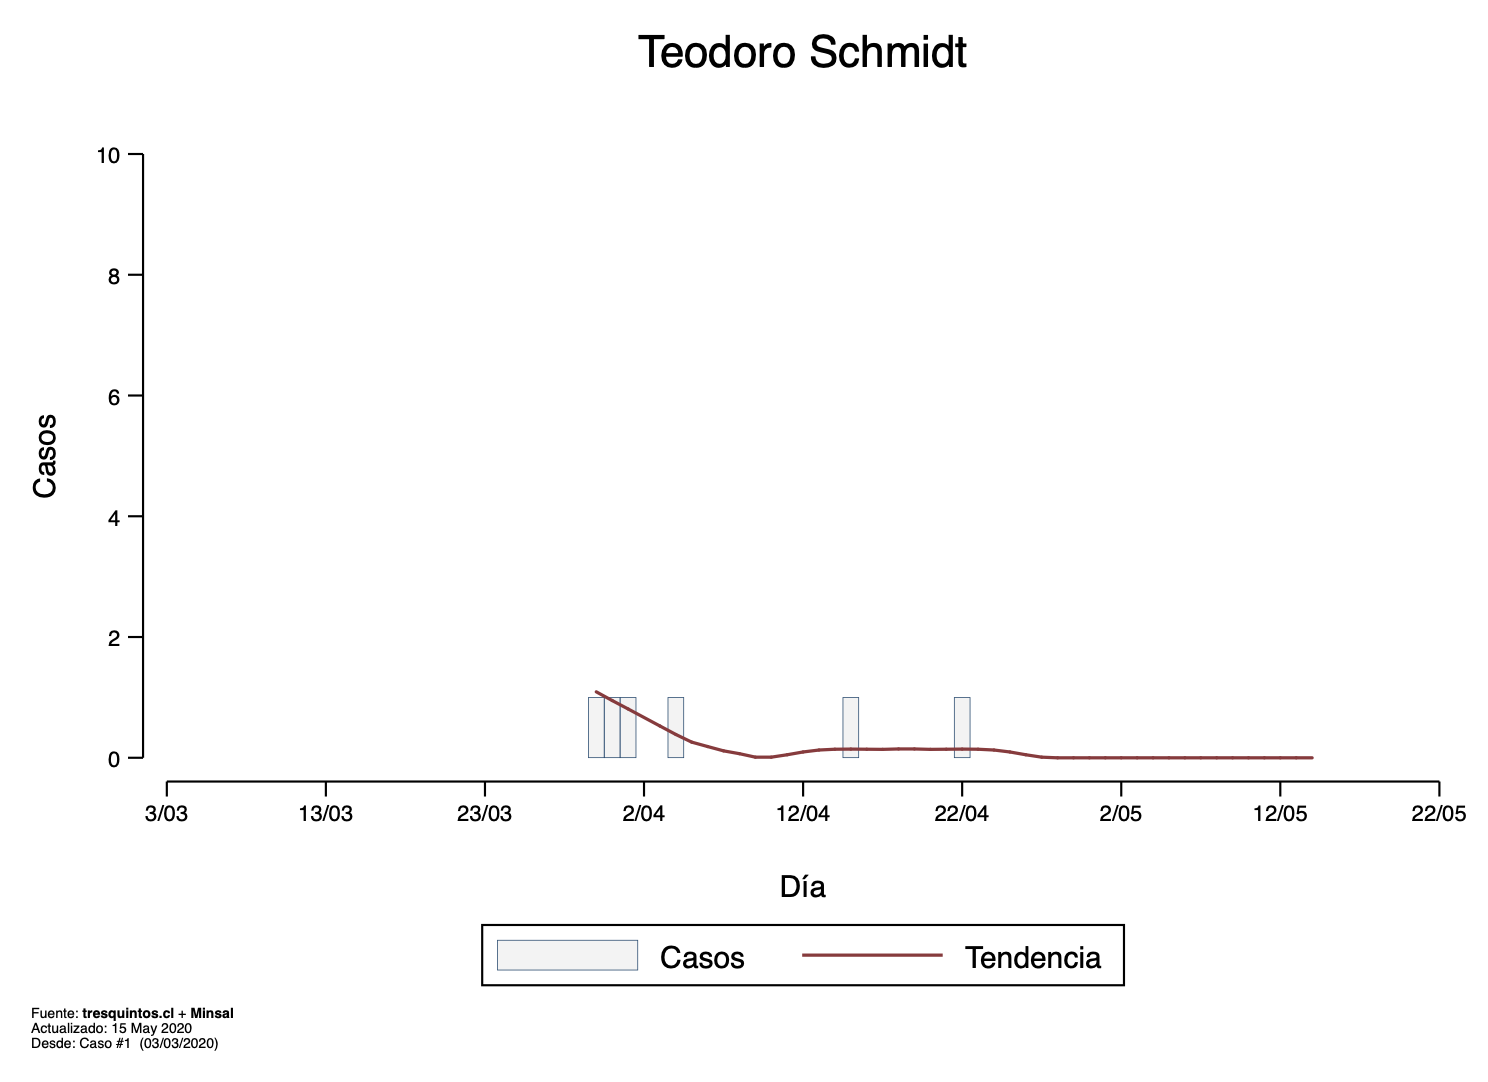 Teodoro Schmidt
10
8
6
4
2
0
Casos
3/03 13/03 23/03 2/04 12/04 22/04 2/05 12/05 22/05
Día
Casos Tendencia
Fuente: tresquintos.cl + Minsal
Actualizado: 15 May 2020
Desde: Caso #1 (03/03/2020)